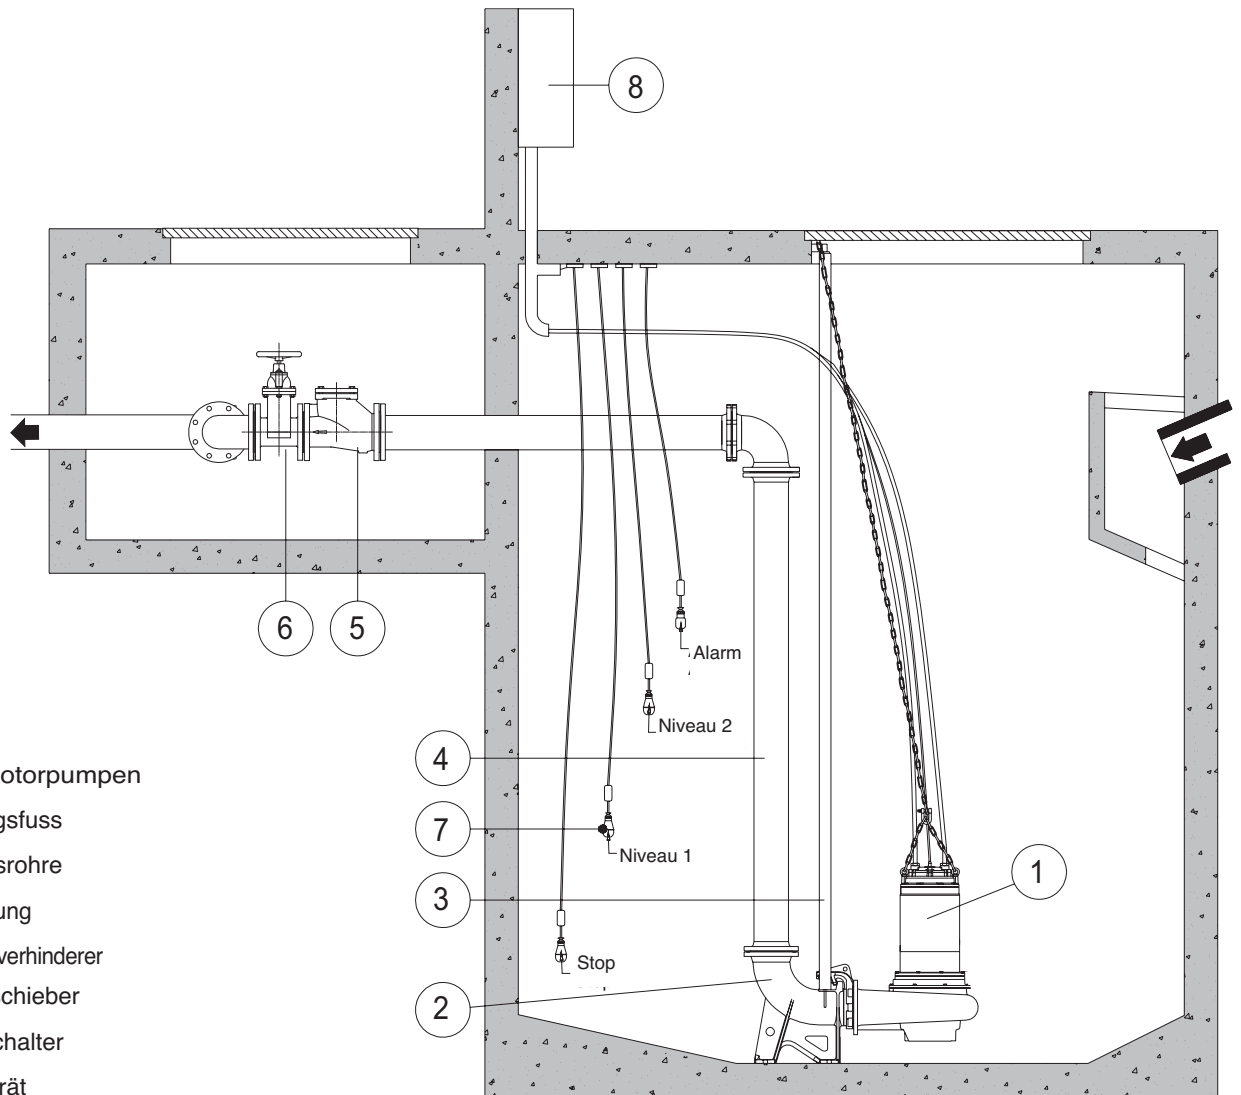 8
6
5
Alarm
Niveau 2
4
7
Niveau 1
3
1
Stop
2
otorpumpen
gsfuss
srohre
ung
verhinderer
schieber
chalter
rät